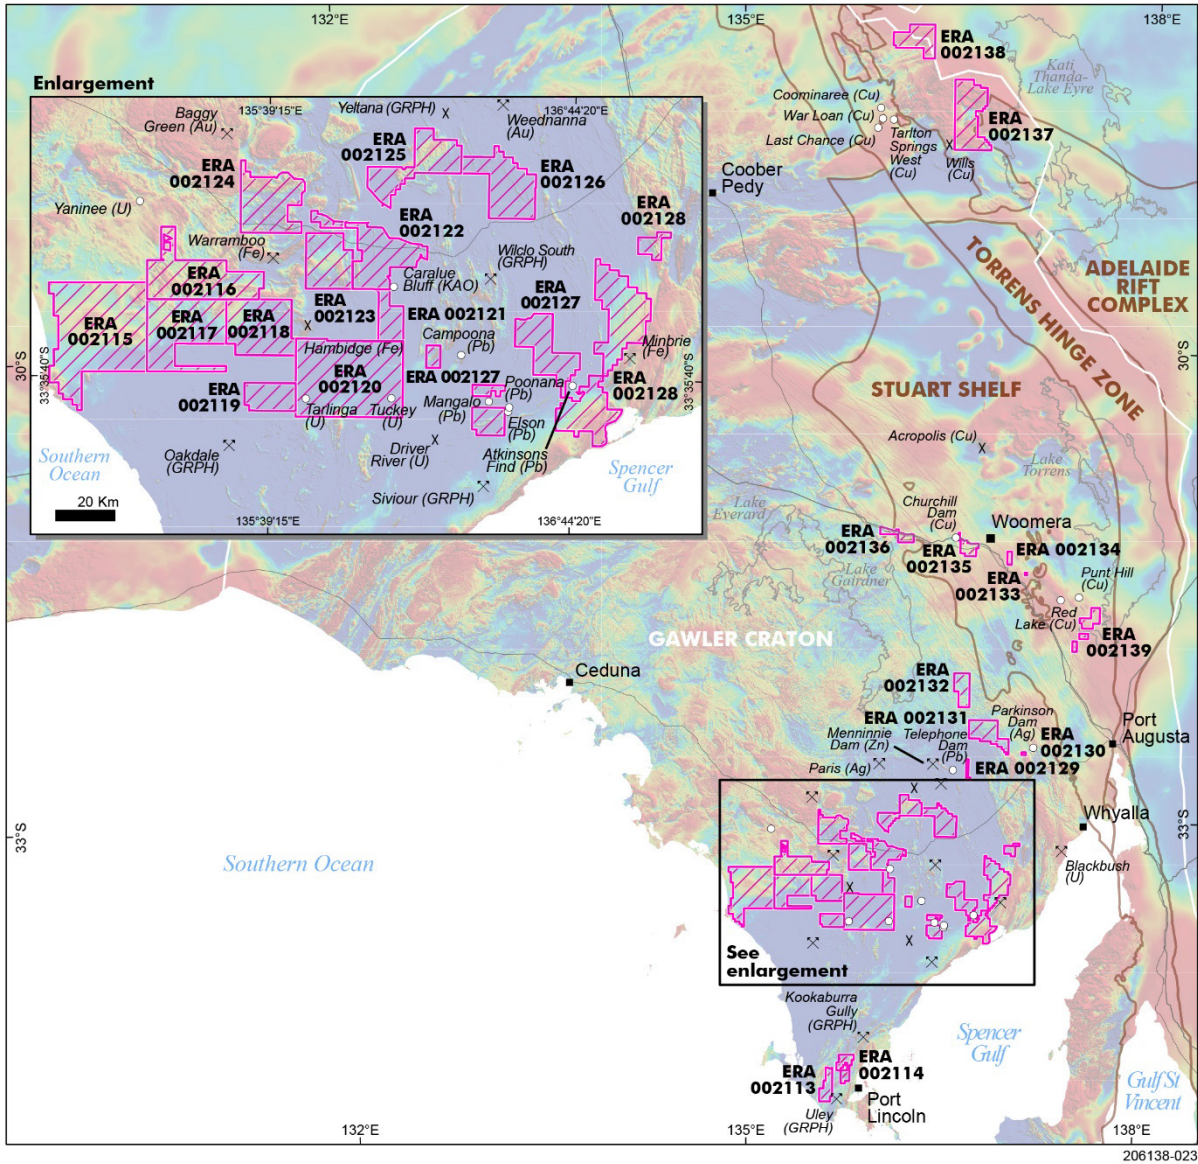 132°E
135°E
138°E
Enlargement
135°39'15"E
136°44'20"E
Baggy
Green (Au)
Yeltana (GRPH)
Weednanna
(Au)
ERA
002125
ERA
002124
ERA
002126
Yaninee (U)
ERA
002122
ERA
002128
Warramboo
(Fe)
Wilclo South
(GRPH)
Caralue
Bluff (KAO)
ERA
002116
ERA
002127
ERA
002115
ERA
002117
ERA
002118
ERA
002123
ERA 002121
Campoona
(Pb)
Minbrie
(Fe)
Hambidge (Fe)
ERA
002120
ERA 002127
Poonana
(Pb)
ERA
002128
ERA
002119
Mangalo
(Pb)
Tarlinga
(U)
Tuckey
(U)
Elson
(Pb)
Driver
River (U)
Atkinsons
Find (Pb)
Oakdale
(GRPH)
Siviour (GRPH)
Southern
Ocean
Spencer
Gulf
20 Km
33°35'40"S
33°35'40"S
135°39'15"E
136°44'20"E
ERA
002138
Kati
Thanda-
Lake Eyre
Coominaree (Cu)
War Loan (Cu)
Last Chance (Cu)
Tarlton
Springs
West
(Cu)
Wills
(Cu)
ERA
002137
Coober
Pedy
TORRENS HINGE ZONE
ADELAIDE
RIFT
COMPLEX
30°S
30°S
STUART SHELF
Acropolis (Cu)
Lake
Torrens
Lake
Everard
Churchill
Dam
(Cu)
Woomera
ERA
002136
ERA
002135
ERA 002134
ERA
002133
Punt Hill
(Cu)
Lake
Gairdner
Red
Lake (Cu)
ERA
002139
GAWLER CRATON
Ceduna
ERA
002132
ERA 002131
Parkinson
Dam
(Ag)
ERA
002130
Port
Augusta
Menninnie
Dam (Zn)
Telephone
Dam
(Pb)
Paris (Ag)
ERA 002129
Whyalla
33°S
33°S
Blackbush
(U)
Southern Ocean
See
enlargement
Kookaburra
Gully
(GRPH)
Spencer
Gulf
ERA
002113
ERA
002114
Port
Lincoln
Uley
(GRPH)
Gulf St
Vincent
132°E
135°E
138°E
206138-023